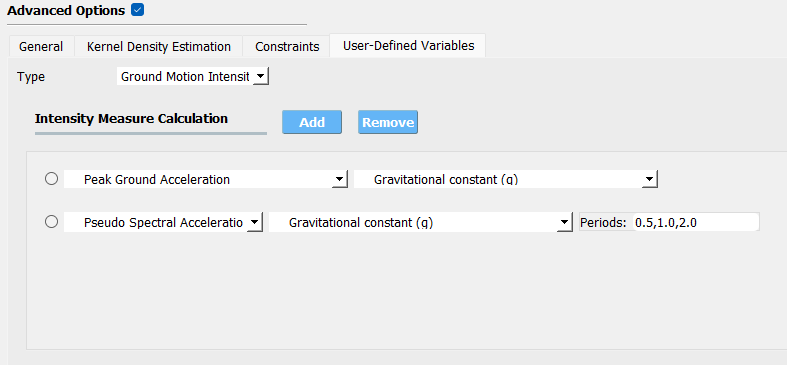 Advanced Options
General Kernel Density Estimation Constraints User-Defined Variables
Type Ground Motion Intensit
Intensity Measure Calculation Add Remove
Peak Ground Acceleration Gravitational constant (g)
Pseudo Spectral Acceleratio Gravitational constant (g) Periods: 0.5,1.0,2.0